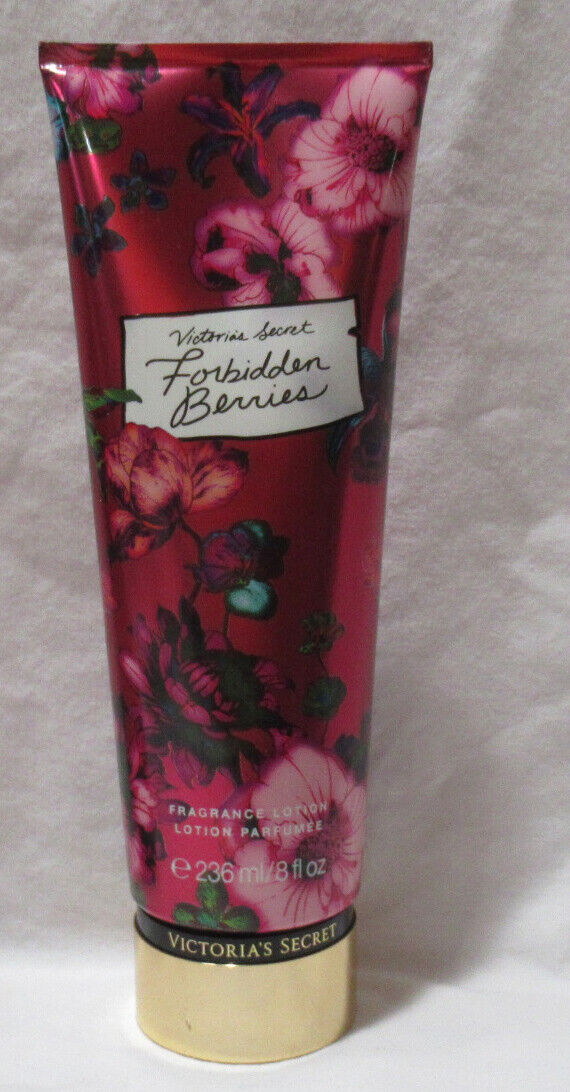 Victoria's Secret
Forbidden
Berries
FRAGRANCE LOTION
LOTION PARFUMÉE
℮ 236 ml/8 fl oz
VICTORIA'S SECRET